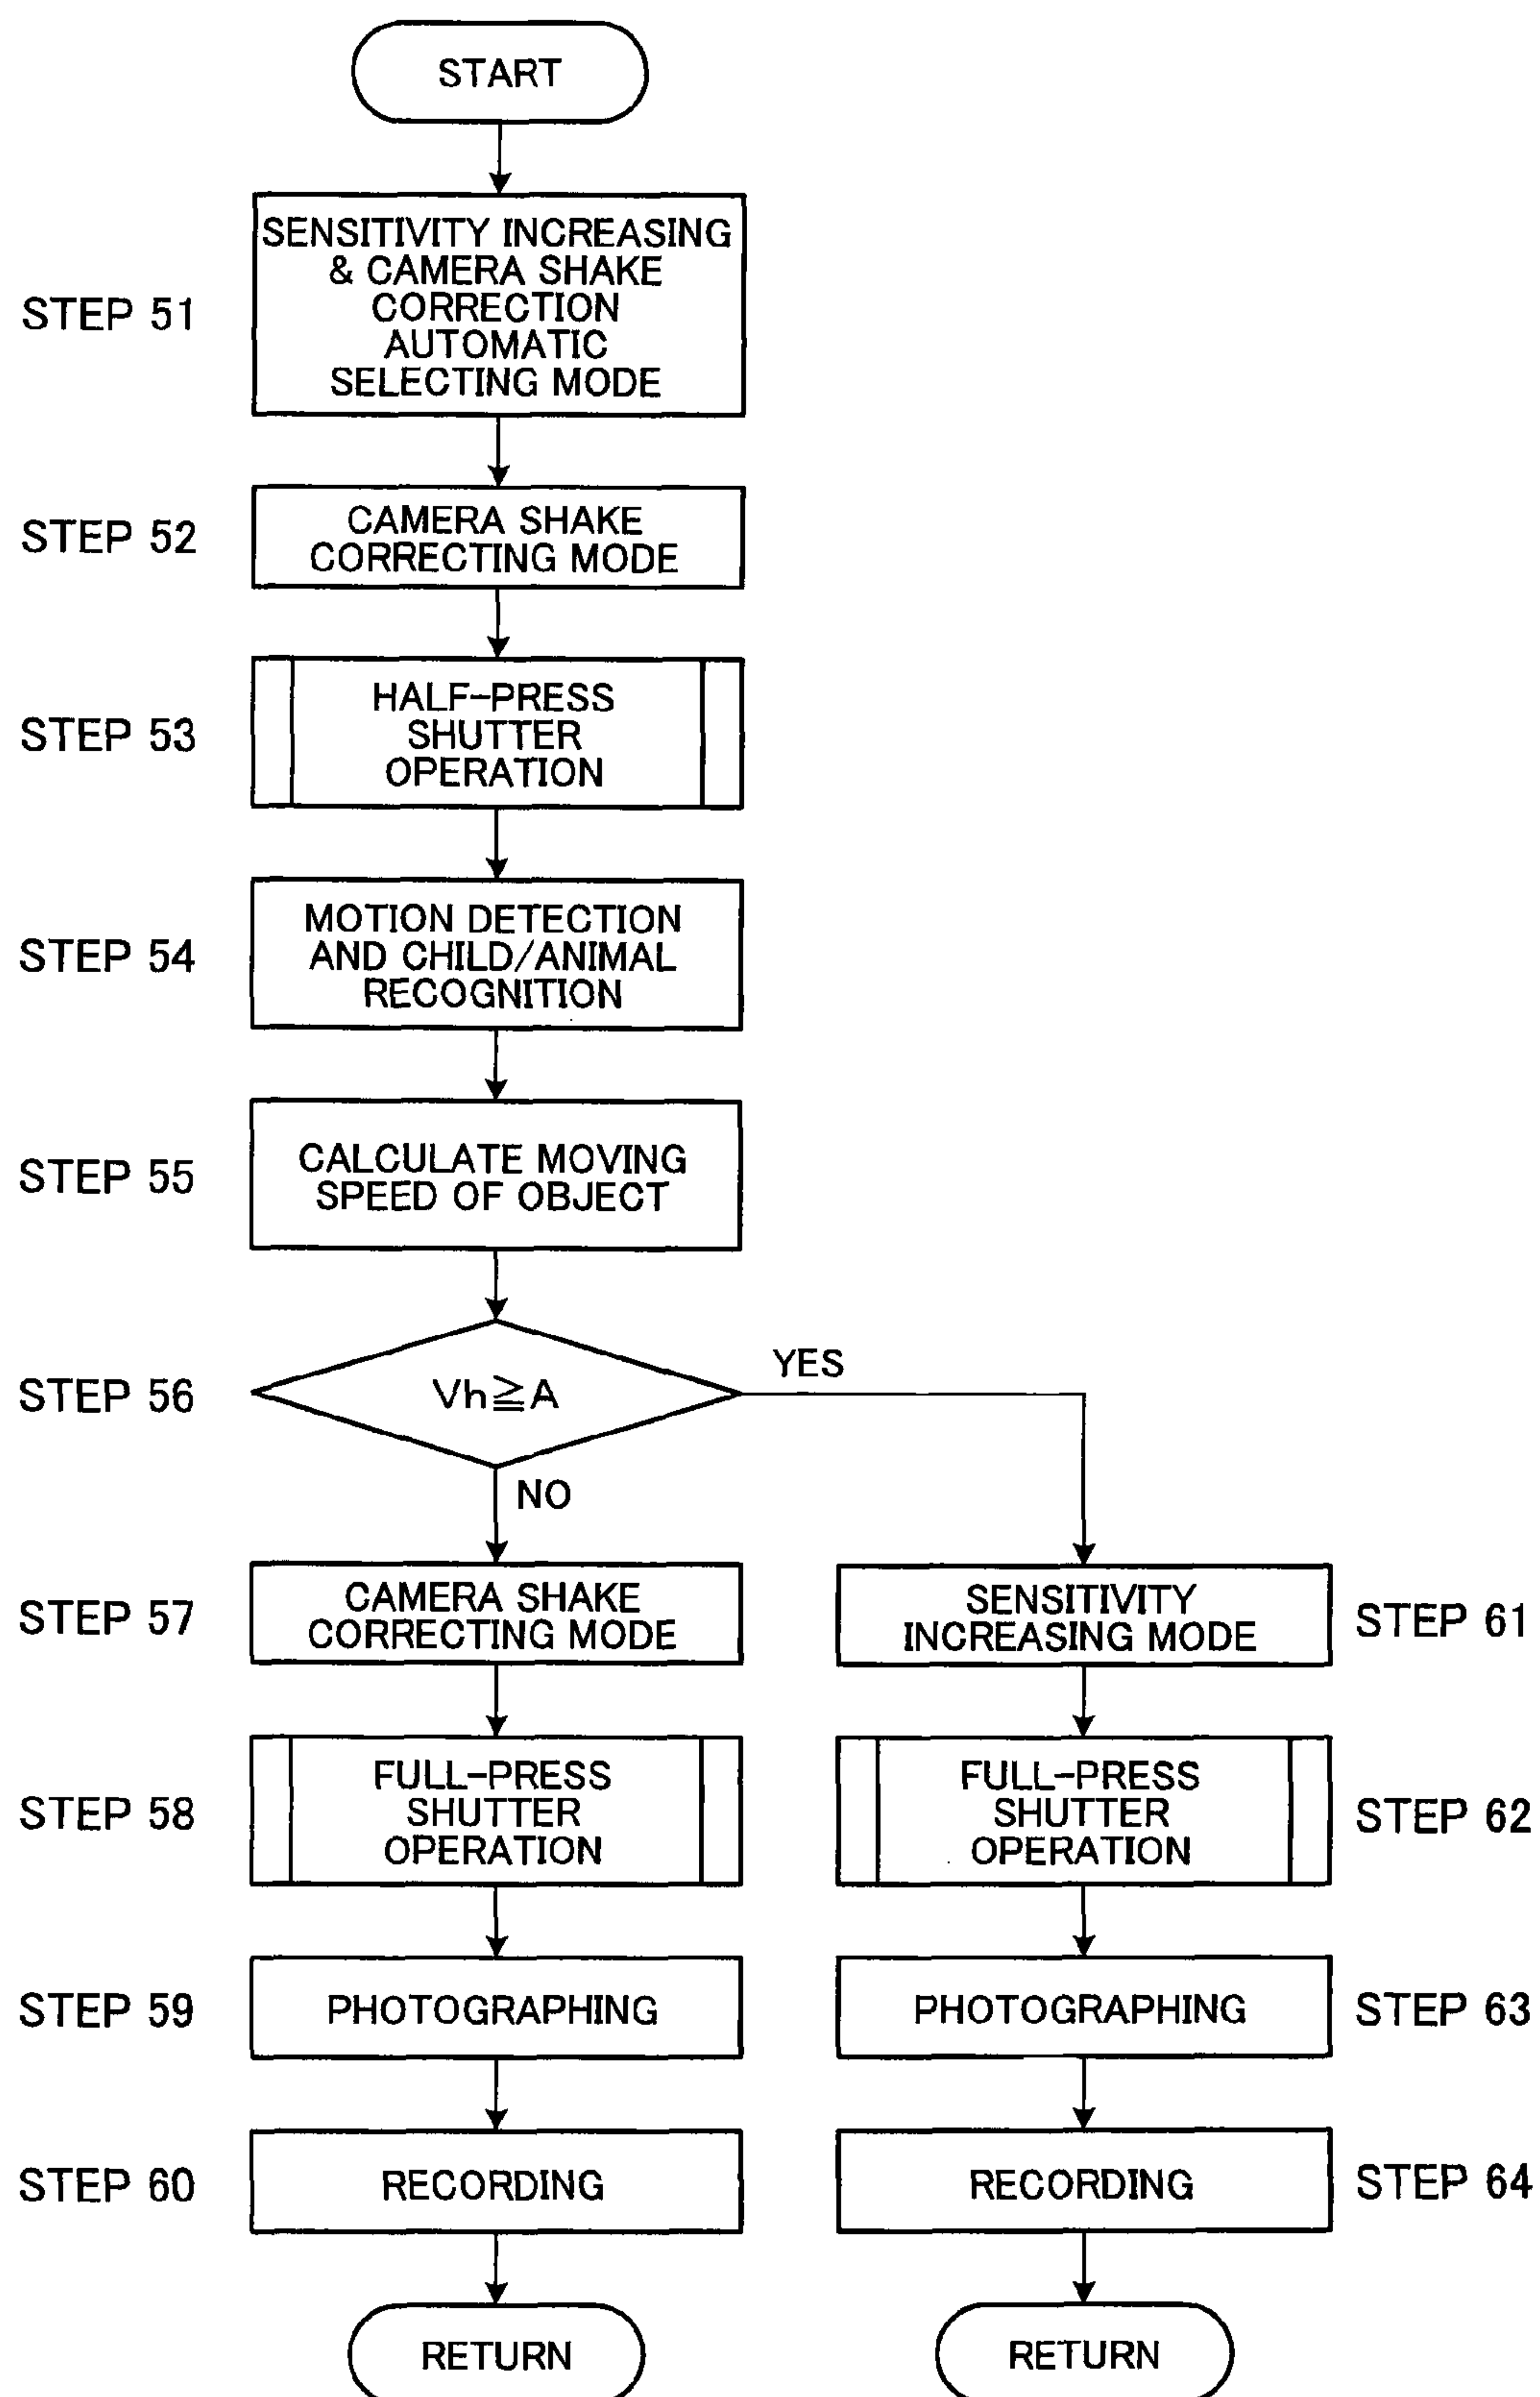 START
STEP 51
SENSITIVITY INCREASING
& CAMERA SHAKE
CORRECTION
AUTOMATIC
SELECTING MODE
STEP 52
CAMERA SHAKE
CORRECTING MODE
STEP 53
HALF-PRESS
SHUTTER
OPERATION
STEP 54
MOTION DETECTION
AND CHILD/ANIMAL
RECOGNITION
STEP 55
CALCULATE MOVING
SPEED OF OBJECT
STEP 56
Vh≧A
YES
NO
STEP 57
CAMERA SHAKE
CORRECTING MODE
SENSITIVITY
INCREASING MODE
STEP 61
STEP 58
FULL-PRESS
SHUTTER
OPERATION
FULL-PRESS
SHUTTER
OPERATION
STEP 62
STEP 59
PHOTOGRAPHING
PHOTOGRAPHING
STEP 63
STEP 60
RECORDING
RECORDING
STEP 64
RETURN
RETURN